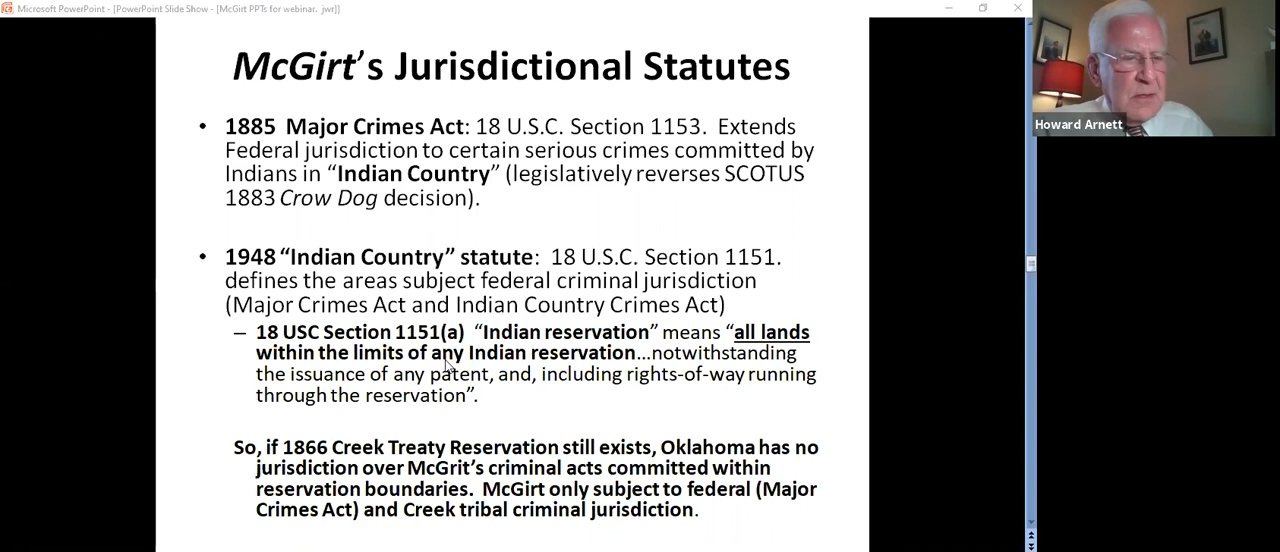 Microsoft PowerPoint - [PowerPoint Slide Show - [McGirt PPTs for webinar. jwr]]
McGirt's Jurisdictional Statutes
• 1885 Major Crimes Act: 18 U.S.C. Section 1153. Extends
Federal jurisdiction to certain serious crimes committed by
Indians in “Indian Country” (legislatively reverses SCOTUS
1883 Crow Dog decision).
• 1948 “Indian Country” statute: 18 U.S.C. Section 1151.
defines the areas subject federal criminal jurisdiction
(Major Crimes Act and Indian Country Crimes Act)
– 18 USC Section 1151(a) “Indian reservation” means “all lands
within the limits of any Indian reservation…notwithstanding
the issuance of any patent, and, including rights-of-way running
through the reservation”.
So, if 1866 Creek Treaty Reservation still exists, Oklahoma has no
jurisdiction over McGrit’s criminal acts committed within
reservation boundaries. McGirt only subject to federal (Major
Crimes Act) and Creek tribal criminal jurisdiction.
Howard Arnett